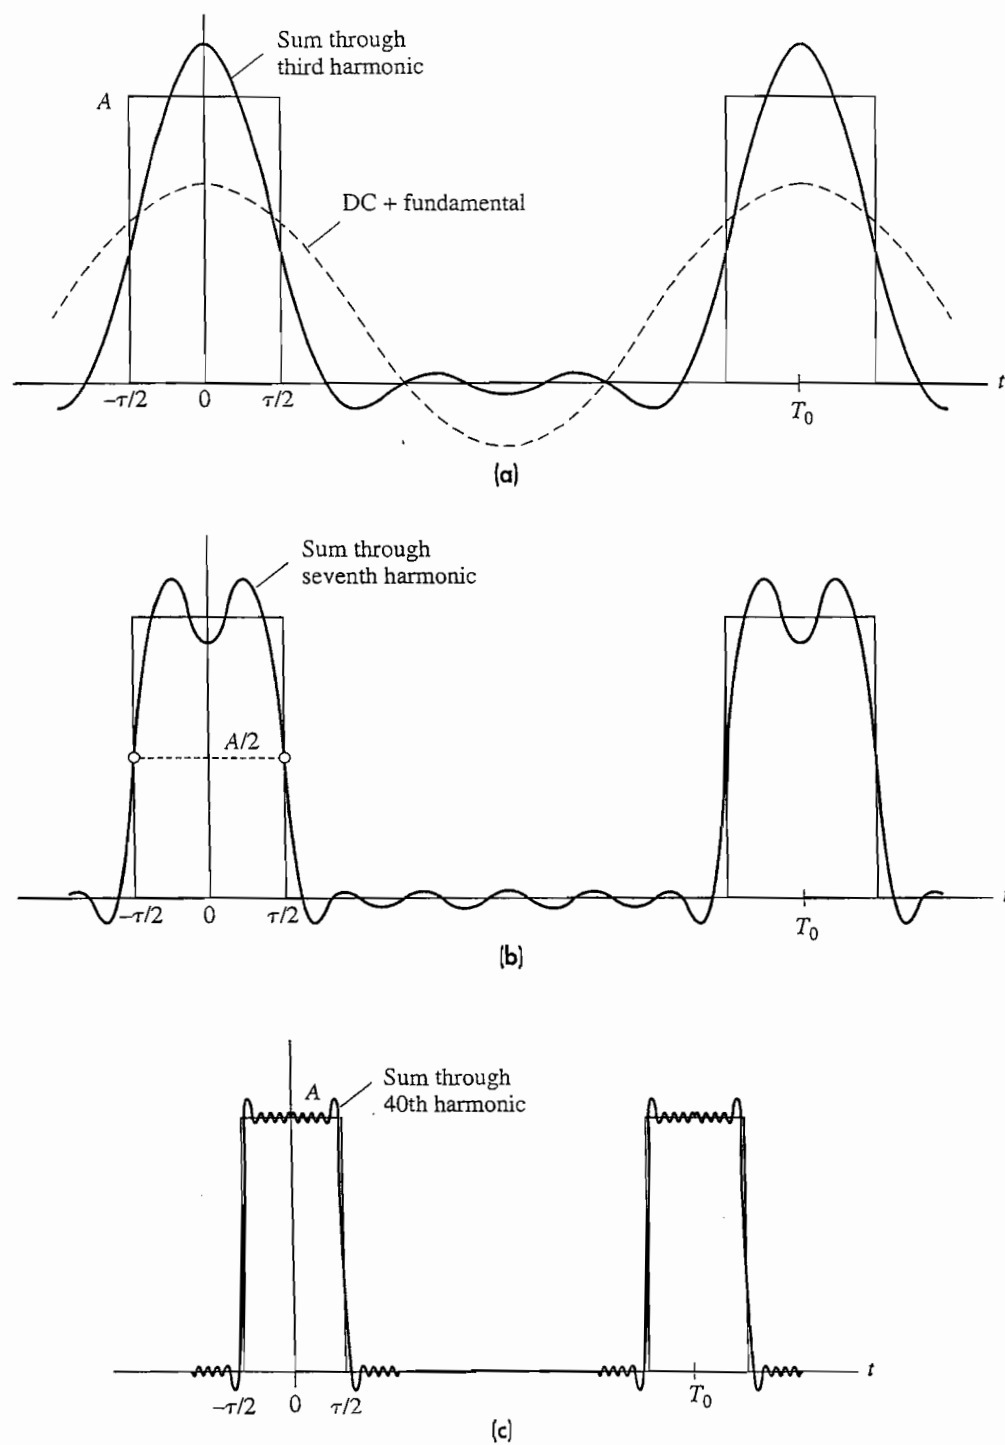 Sum through
third harmonic
A
DC + fundamental
−τ/2 0 τ/2 T₀ t
(a)
Sum through
seventh harmonic
A/2
−τ/2 0 τ/2 T₀ t
(b)
Sum through
40th harmonic
A
−τ/2 0 τ/2 T₀ t
(c)